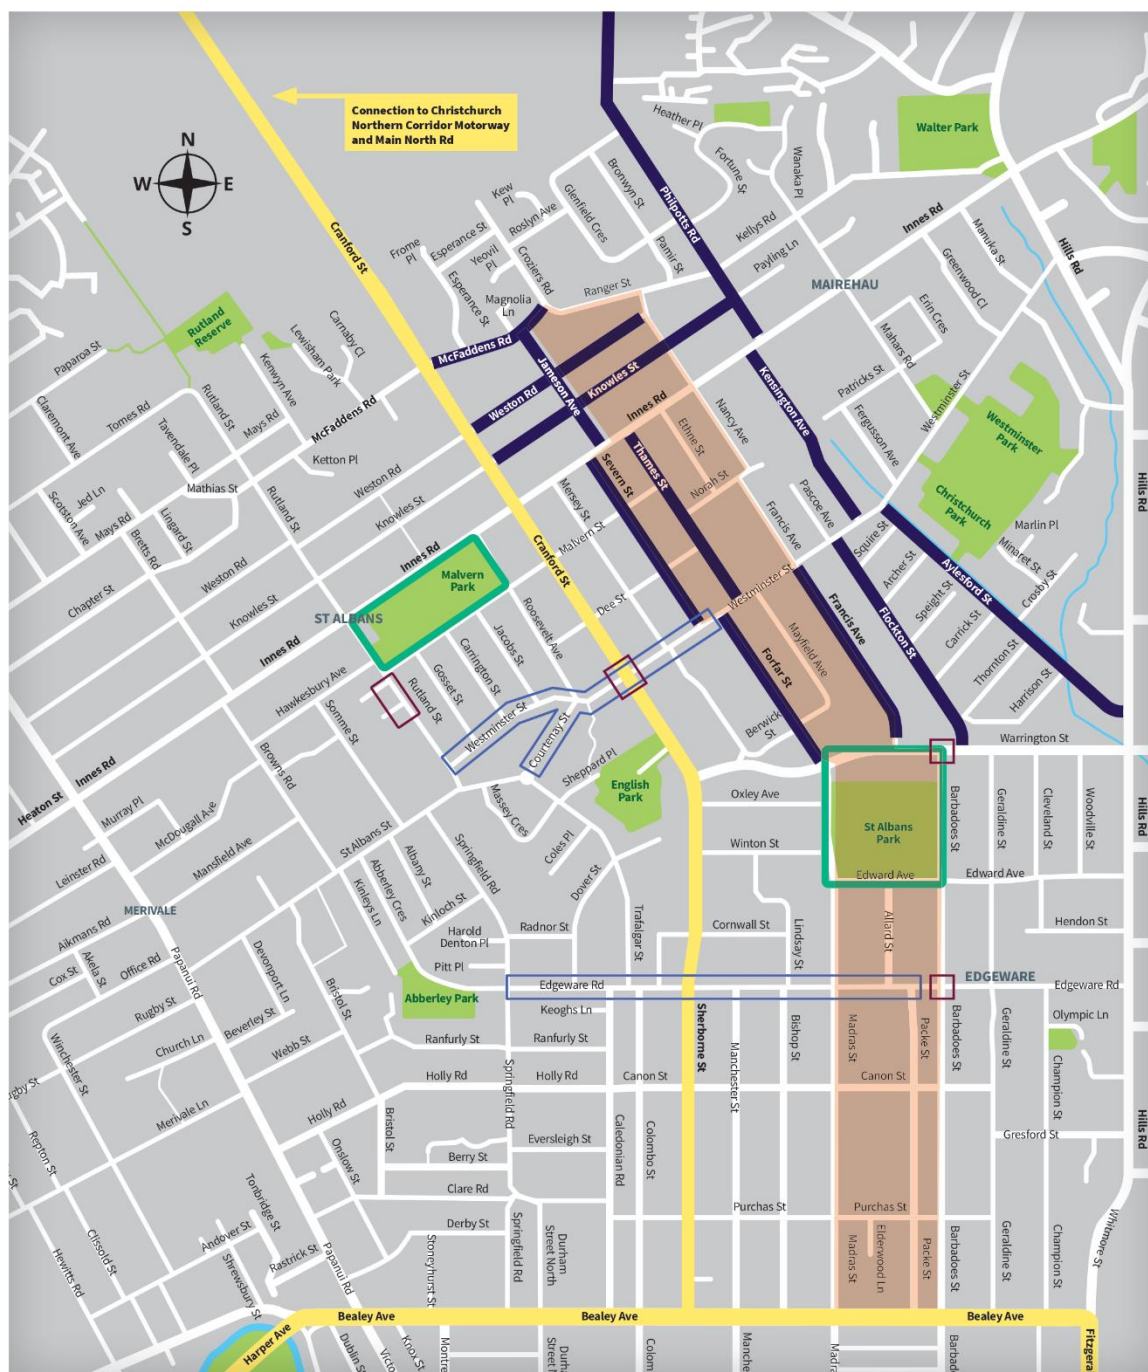 Connection to Christchurch
Northern Corridor Motorway
and Main North Rd
N
W
E
S
Heather Pl
Walter Park
Fortune St
Wanaka Pl
Bronwyn St
Philpotts Rd
Kew
Pl
Glenfield Cres
Roslyn Ave
Kellys Rd
Innes Rd
Manuka St
Hills Rd
Cranford St
Frome
Pl
Esperance St
Yeovil
Pl
Croziers Rd
Pamir St
Payling Ln
Greenwood Cl
Esperance St
Magnolia
Ln
Ranger St
MAIREHAU
Erin Cres
Rutland
Reserve
Carnaby Cl
Lewisham Park
Paparoa St
Kenwyn Ave
McFaddens Rd
Jameson Ave
Knowles St
Mahars Rd
Kensington Ave
Patricks St
Westminster St
Claremont Ave
Tomes Rd
Rutland St
Mays Rd
McFaddens Rd
Weston Rd
Innes Rd
Nancy Ave
Fergusson Ave
Westminster
Park
Tavendale Pl
Ketton Pl
Ethne St
Thames St
Severn St
Norah St
Scotston Ave
Jed Ln
Mathias St
Weston Rd
Mersey St
Pascoe Ave
Hills Rd
Mays Rd
Lingard St
Rutland St
Knowles St
Malvern St
Francis Ave
Squire St
Christchurch
Park
Marlin Pl
Bretts Rd
Innes Rd
Cranford St
Archer St
Minaret St
Chapter St
Weston Rd
Malvern
Park
Westminster St
Speight St
Aylesford St
Crosby St
Knowles St
ST ALBANS
Roosevelt Ave
Dee St
Francis Ave
Flockton St
Carrick St
Innes Rd
Jacobs St
Mayfield Ave
Thornton St
Hawkesbury Ave
Carrington St
Gosset St
Rutland St
Forfar St
Harrison St
Somme St
Westminster St
Courtenay St
Berwick
St
Warrington St
Browns Rd
Innes Rd
Sheppard Pl
English
Park
Oxley Ave
Heaton St
Murray Pl
McDougall Ave
Massey Cres
Barbadoes St
Geraldine St
Cleveland St
Woodville St
Hills Rd
St Albans
Park
Mansfield Ave
St Albans St
Coles Pl
Winton St
Leinster Rd
Springfield Rd
Albany St
Abberley Cres
Kinleys Ln
Dover St
Edward Ave
Edward Ave
MERIVALE
Kinloch St
Trafalgar St
Allard St
Aikmans Rd
Harold
Denton Pl
Radnor St
Cornwall St
Lindsay St
Hendon St
Akela St
Cox St
Office Rd
Devonport Ln
Papanui Rd
Pitt Pl
Bristol St
Abberley Park
Edgeware Rd
EDGEWARE
Edgeware Rd
Rugby St
Beverley St
Keoghs Ln
Sherborne St
Olympic Ln
Winchester St
Church Ln
Webb St
Ranfurly St
Ranfurly St
Manchester St
Bishop St
Madras St
Packe St
Barbadoes St
Geraldine St
Holly Rd
Springfield Rd
Holly Rd
Canon St
Canon St
Champion St
Merivale Ln
Holly Rd
Bristol St
Caledonian Rd
Colombo St
Hills Rd
Repton St
Onslow St
Eversleigh St
Gresford St
Berry St
Tonbridge St
Clare Rd
Purchas St
Purchas St
Whitmore St
Clissold St
Andover St
Derby St
Springfield Rd
Durham
Street North
Stoneyhurst St
Madras St
Elderwood Ln
Packe St
Barbadoes St
Geraldine St
Champion St
Hewitts Rd
Shrewsbury St
Rastrick St
Papanui Rd
Bealey Ave
Bealey Ave
Bealey Ave
Harper Ave
Dublin St
Knox St